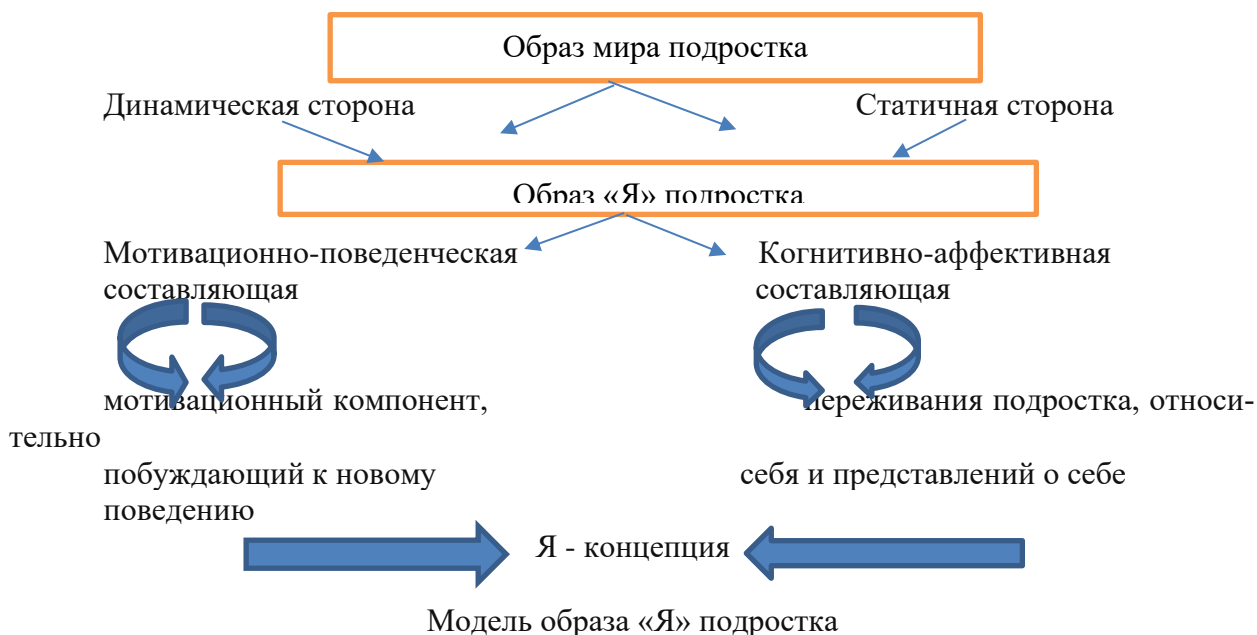 Образ мира подростка
Динамическая сторона Статичная сторона
Образ «Я» подростка
Мотивационно-поведенческая Когнитивно-аффективная
составляющая составляющая
мотивационный компонент, переживания подростка, относи-
тельно
побуждающий к новому себя и представлений о себе
поведению
Я - концепция
Модель образа «Я» подростка